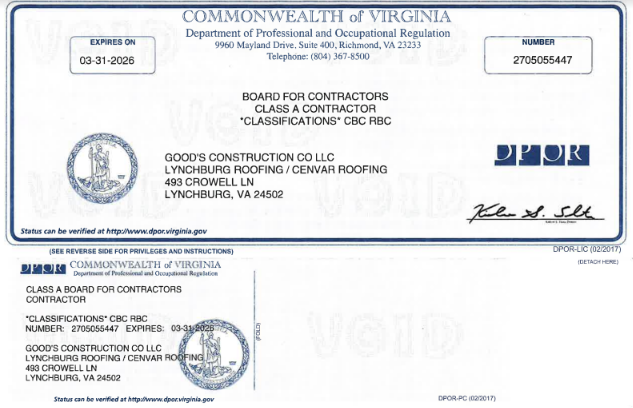 COMMONWEALTH of VIRGINIA
Department of Professional and Occupational Regulation
9960 Mayland Drive, Suite 400, Richmond, VA 23233
Telephone: (804) 367-8500
EXPIRES ON
03-31-2026
NUMBER
2705055447
BOARD FOR CONTRACTORS
CLASS A CONTRACTOR
*CLASSIFICATIONS* CBC RBC
GOOD'S CONSTRUCTION CO LLC
LYNCHBURG ROOFING / CENVAR ROOFING
493 CROWELL LN
LYNCHBURG, VA 24502
DPOR
VOID
Status can be verified at http://www.dpor.virginia.gov
(SEE REVERSE SIDE FOR PRIVILEGES AND INSTRUCTIONS)
DPOR-LIC (02/2017)
(DETACH HERE)
DPOR COMMONWEALTH of VIRGINIA
Department of Professional and Occupational Regulation
CLASS A BOARD FOR CONTRACTORS
CONTRACTOR
*CLASSIFICATIONS* CBC RBC
NUMBER: 2705055447 EXPIRES: 03-31-2026
GOOD'S CONSTRUCTION CO LLC
LYNCHBURG ROOFING / CENVAR ROOFING
493 CROWELL LN
LYNCHBURG, VA 24502
(FOLD)
VOID
Status can be verified at http://www.dpor.virginia.gov
DPOR-PC (02/2017)